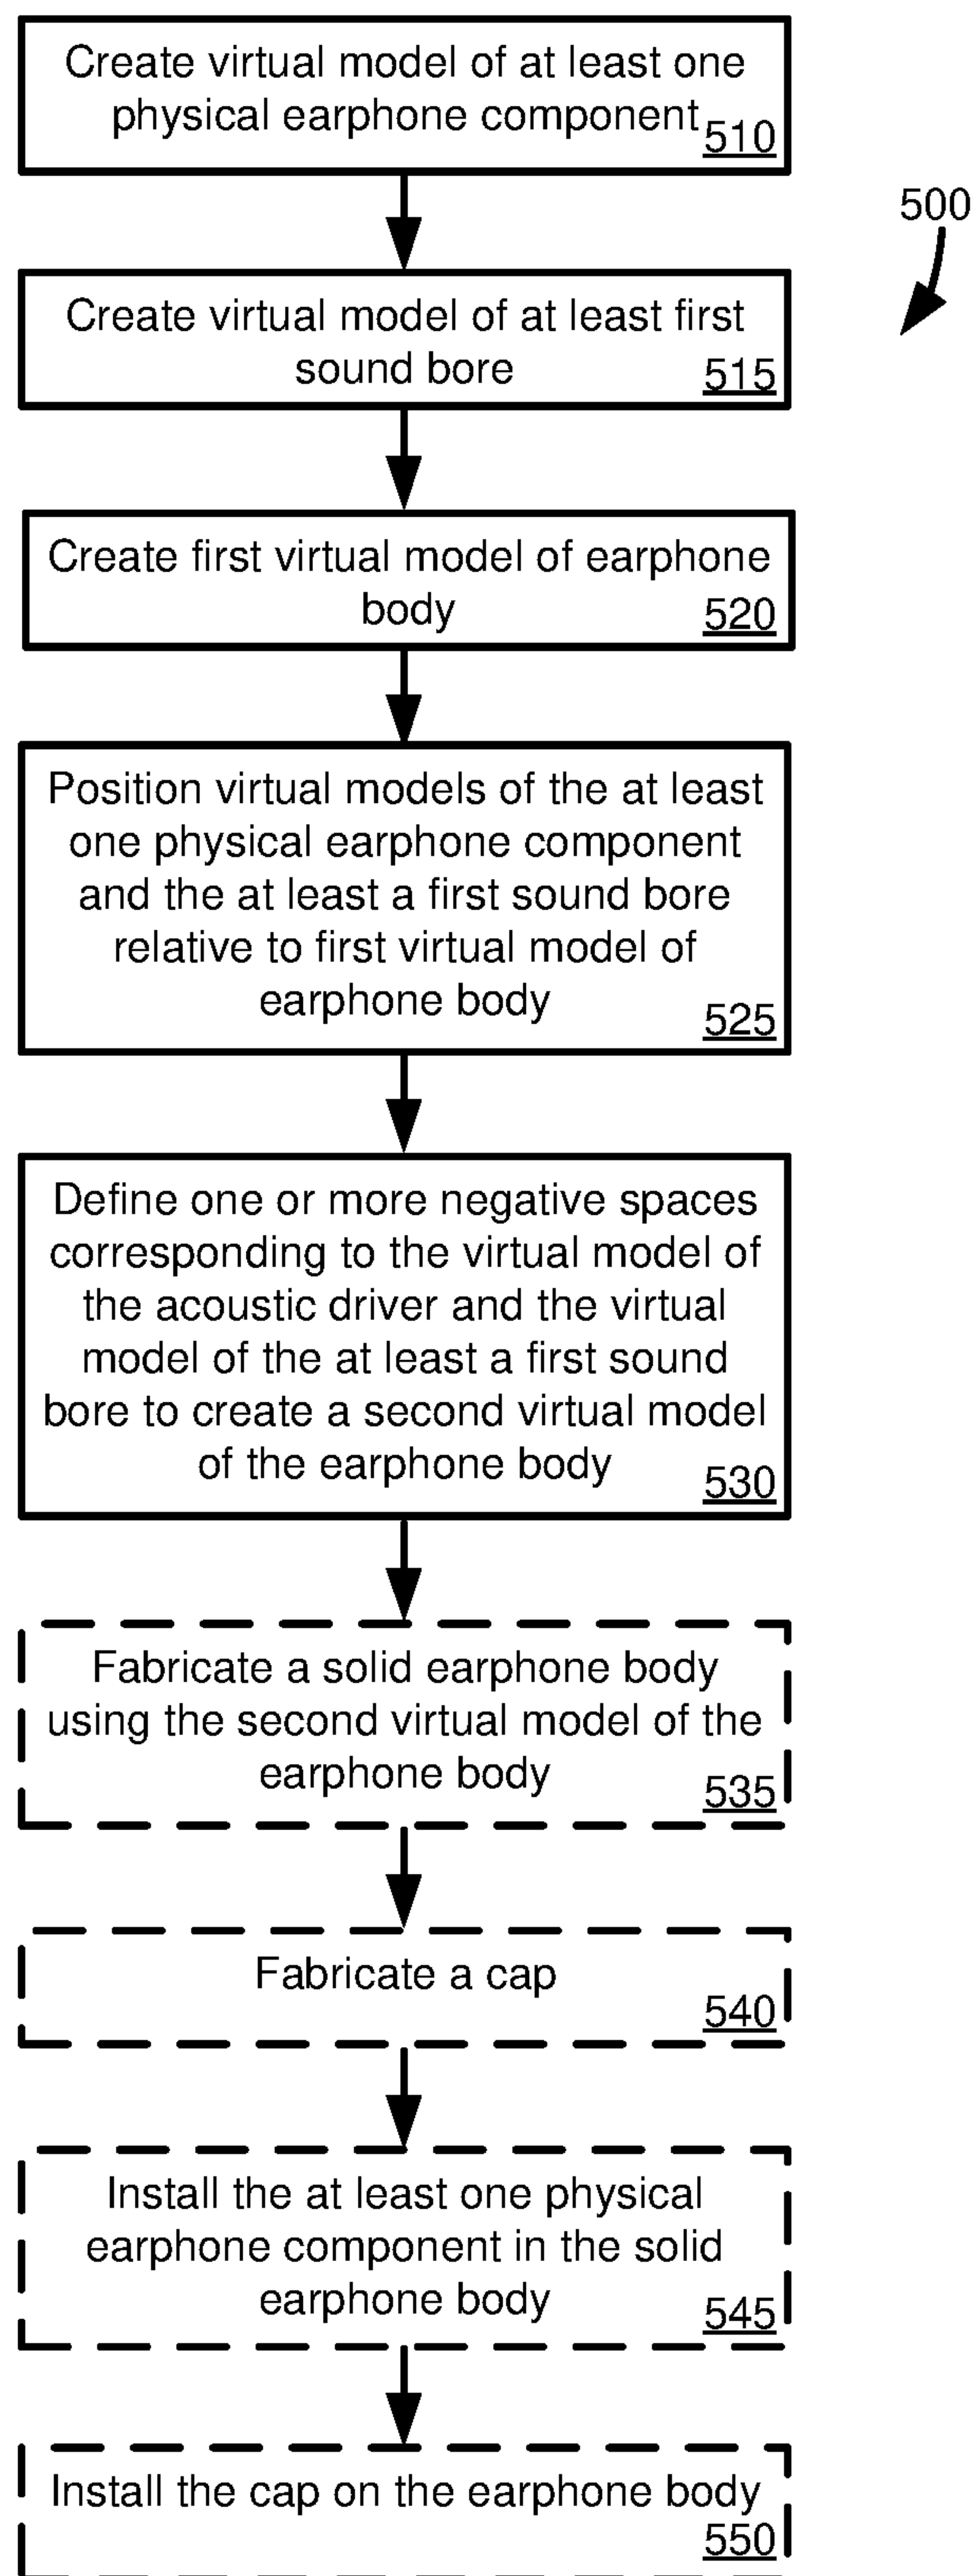 Create virtual model of at least one
physical earphone component
510
500
Create virtual model of at least first
sound bore
515
Create first virtual model of earphone
body
520
Position virtual models of the at least
one physical earphone component
and the at least a first sound bore
relative to first virtual model of
earphone body
525
Define one or more negative spaces
corresponding to the virtual model of
the acoustic driver and the virtual
model of the at least a first sound
bore to create a second virtual model
of the earphone body
530
Fabricate a solid earphone body
using the second virtual model of the
earphone body
535
Fabricate a cap
540
Install the at least one physical
earphone component in the solid
earphone body
545
Install the cap on the earphone body
550